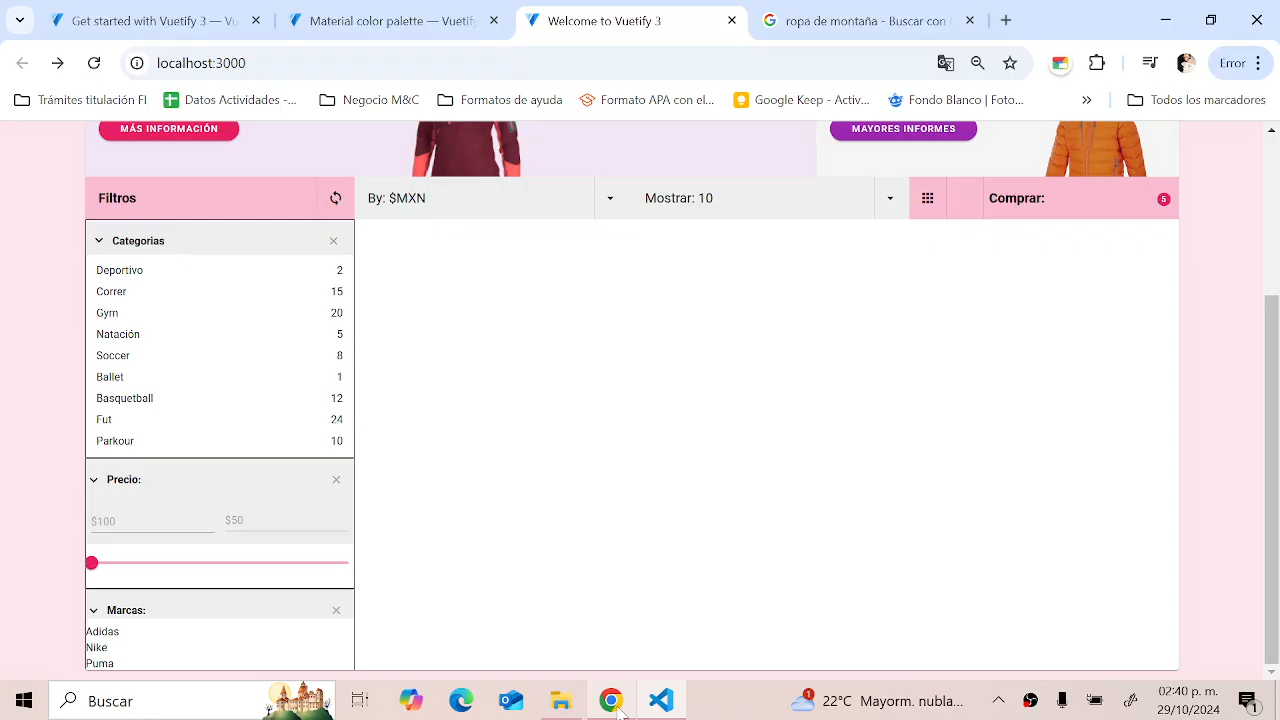 Get started with Vuetify 3 — Vu
Material color palette — Vuetify
Welcome to Vuetify 3
ropa de montaña - Buscar con G
localhost:3000
Error
Trámites titulación FI
Datos Actividades -...
Negocio M&C
Formatos de ayuda
Formato APA con el...
Google Keep - Activ...
Fondo Blanco | Foto...
Todos los marcadores
MÁS INFORMACIÓN
MAYORES INFORMES
Filtros
By: $MXN
Mostrar: 10
Comprar:
5
Categorias
Deportivo 2
Correr 15
Gym 20
Natación 5
Soccer 8
Ballet 1
Basquetball 12
Fut 24
Parkour 10
Precio:
$100 $50
Marcas:
Adidas
Nike
Puma
Buscar
1
22°C Mayorm. nubla...
02:40 p. m.
29/10/2024
1